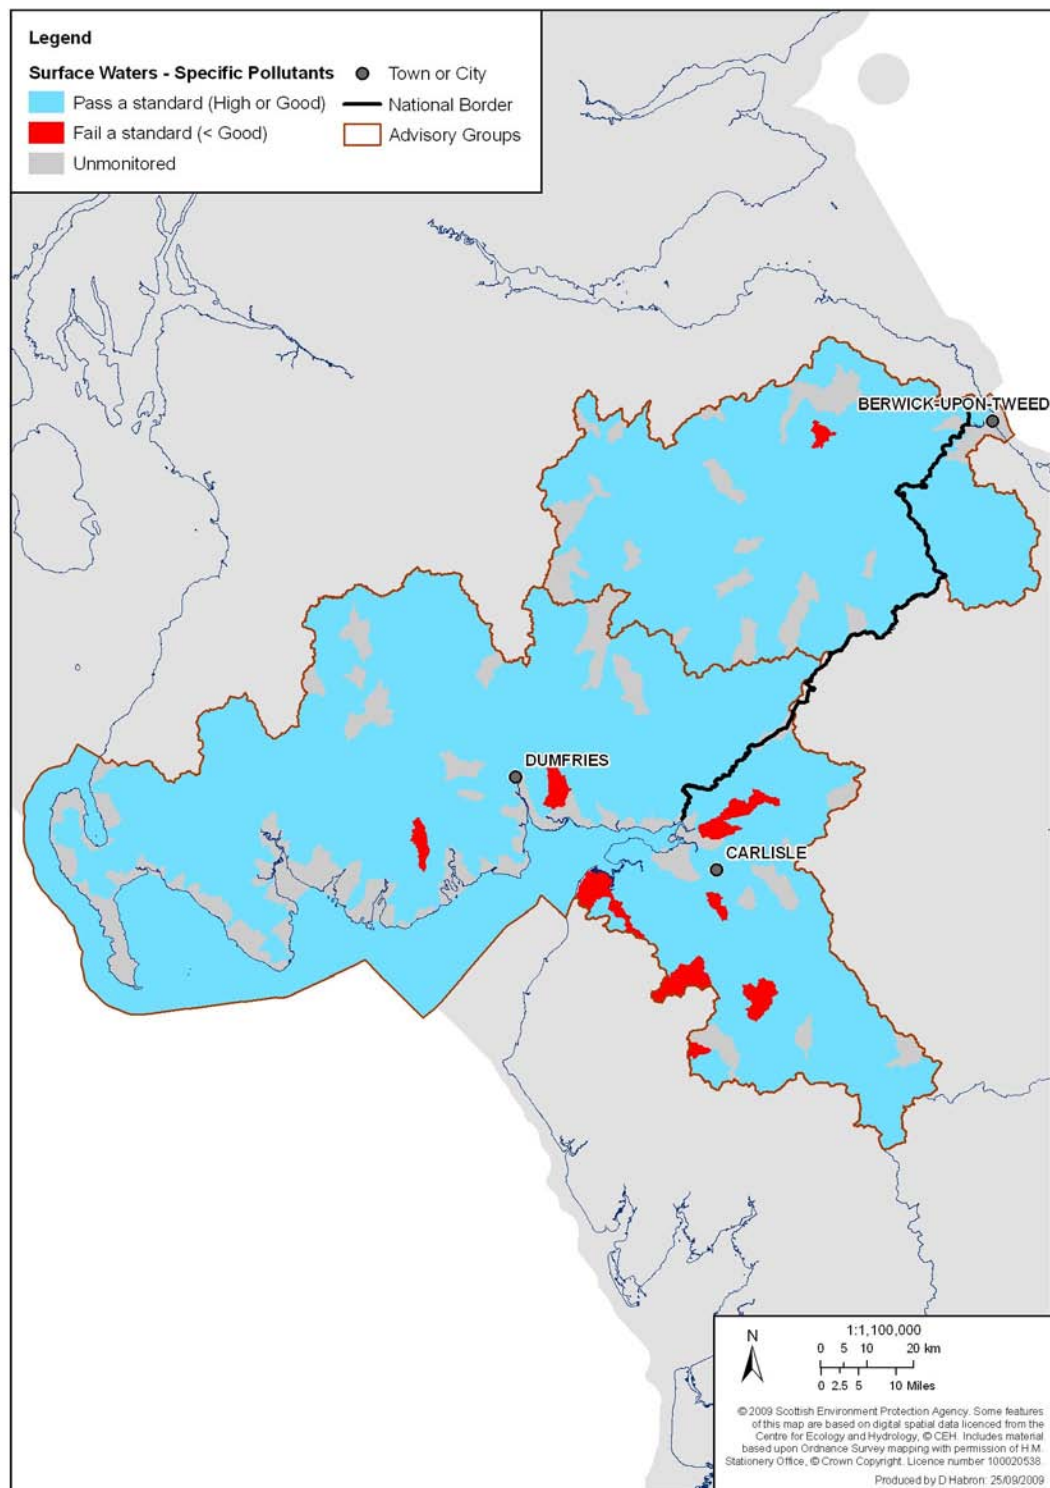 Legend
Surface Waters - Specific Pollutants
Pass a standard (High or Good)
Fail a standard (< Good)
Unmonitored
Town or City
National Border
Advisory Groups
BERWICK-UPON-TWEED
DUMFRIES
CARLISLE
N
1:1,100,000
0 5 10 20 km
0 2.5 5 10 Miles
© 2009 Scottish Environment Protection Agency. Some features
of this map are based on digital spatial data licenced from the
Centre for Ecology and Hydrology, © CEH. Includes material
based upon Ordnance Survey mapping with permission of H.M.
Stationery Office, © Crown Copyright. Licence number 100020538.
Produced by D Habron: 25/09/2009